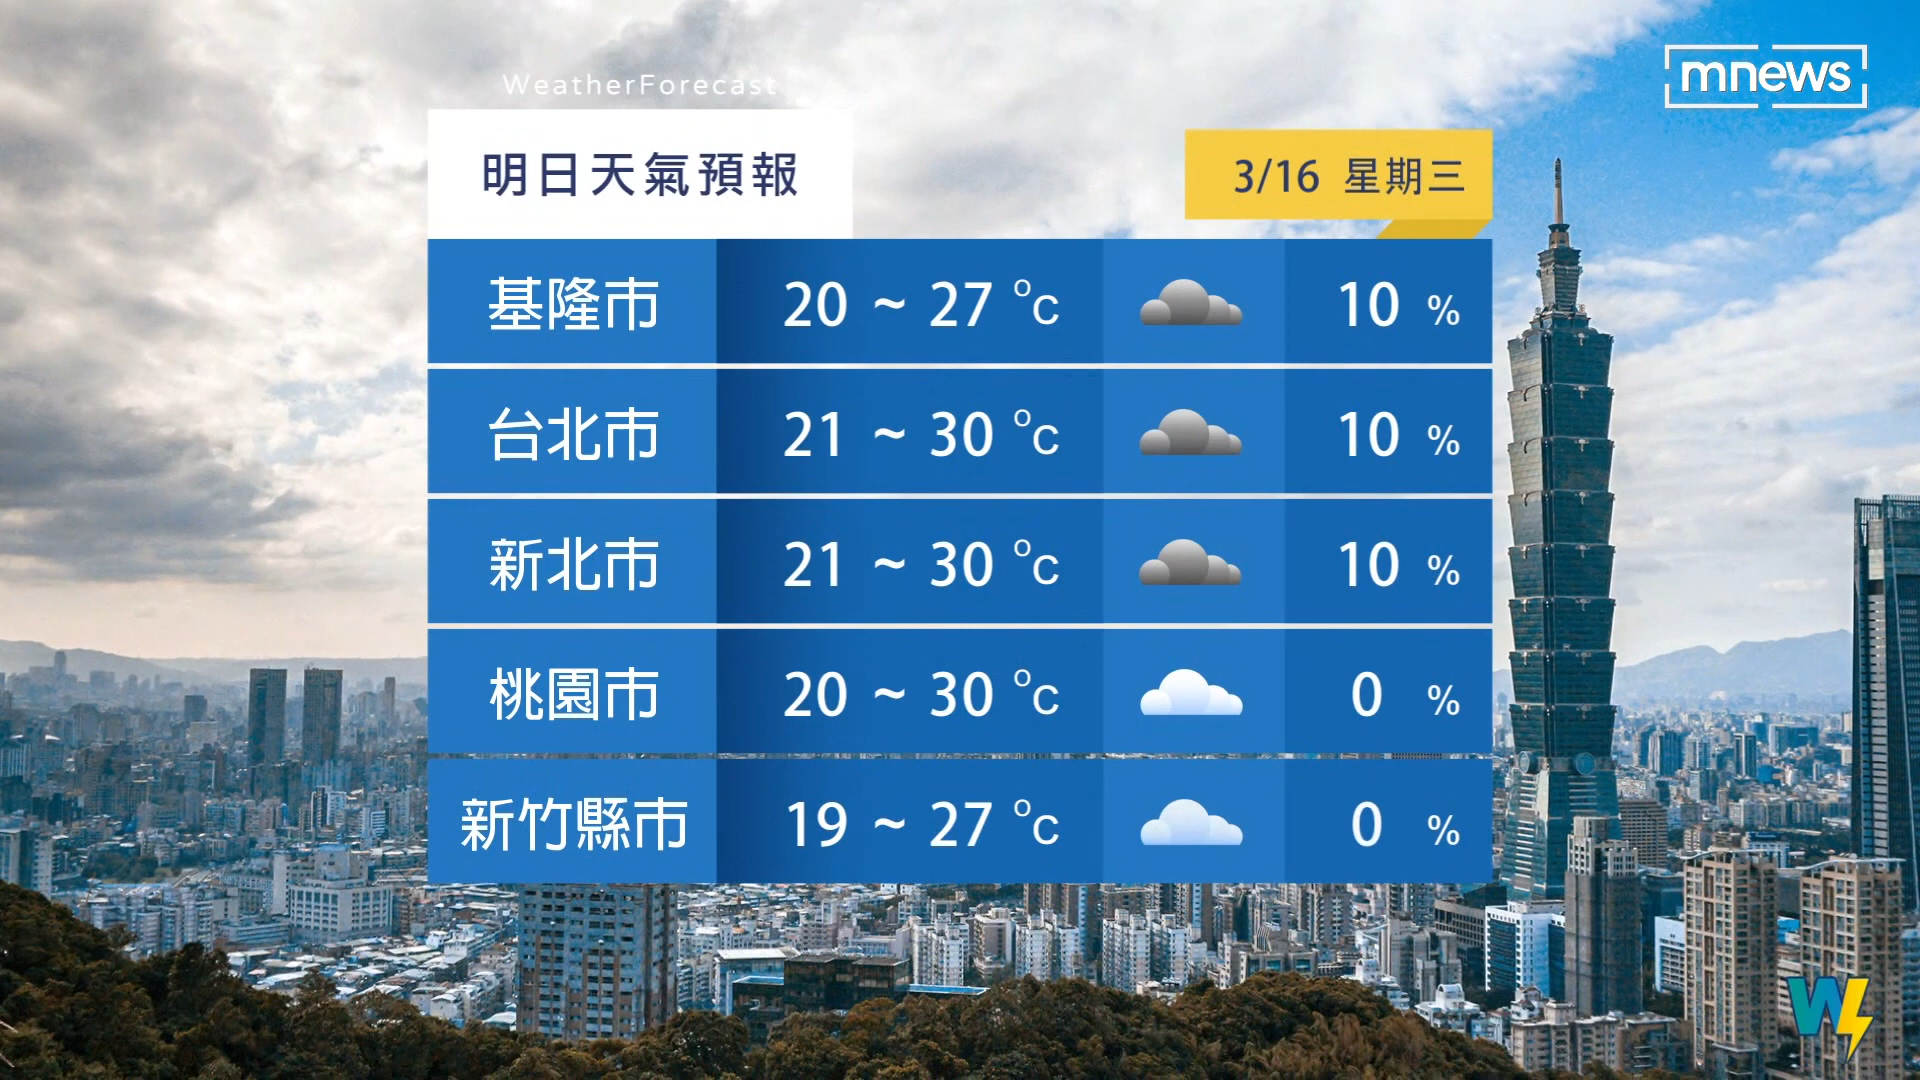 WeatherForecast
mnews
明日天氣預報
3/16 星期三
基隆市 20 ~ 27 °C 10 %
台北市 21 ~ 30 °C 10 %
新北市 21 ~ 30 °C 10 %
桃園市 20 ~ 30 °C 0 %
新竹縣市 19 ~ 27 °C 0 %
W